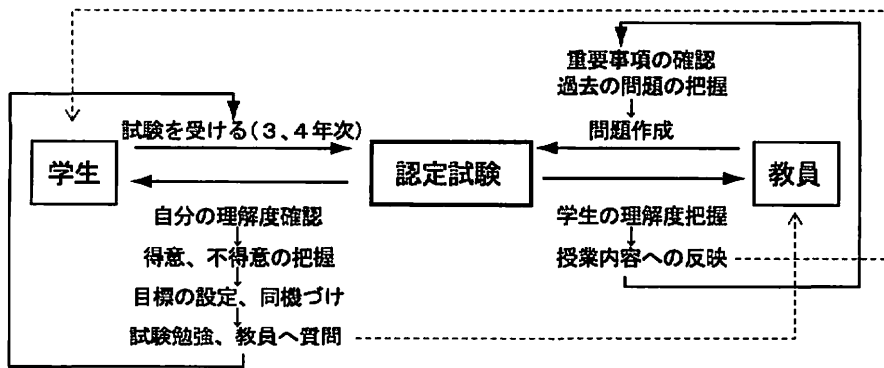 重要事項の確認
過去の問題の把握
試験を受ける(3、4年次)
問題作成
学生
認定試験
教員
自分の理解度確認
学生の理解度把握
得意、不得意の把握
授業内容への反映
目標の設定、同機づけ
試験勉強、教員へ質問